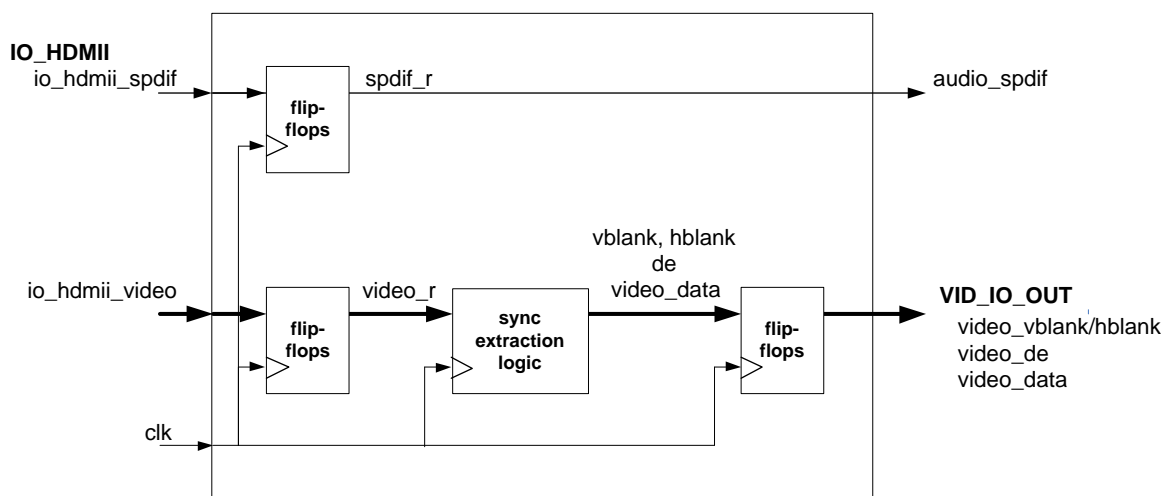 IO_HDMII
io_hdmii_spdif
flip-
flops
spdif_r
audio_spdif
io_hdmii_video
flip-
flops
video_r
sync
extraction
logic
vblank, hblank
de
video_data
flip-
flops
VID_IO_OUT
video_vblank/hblank
video_de
video_data
clk